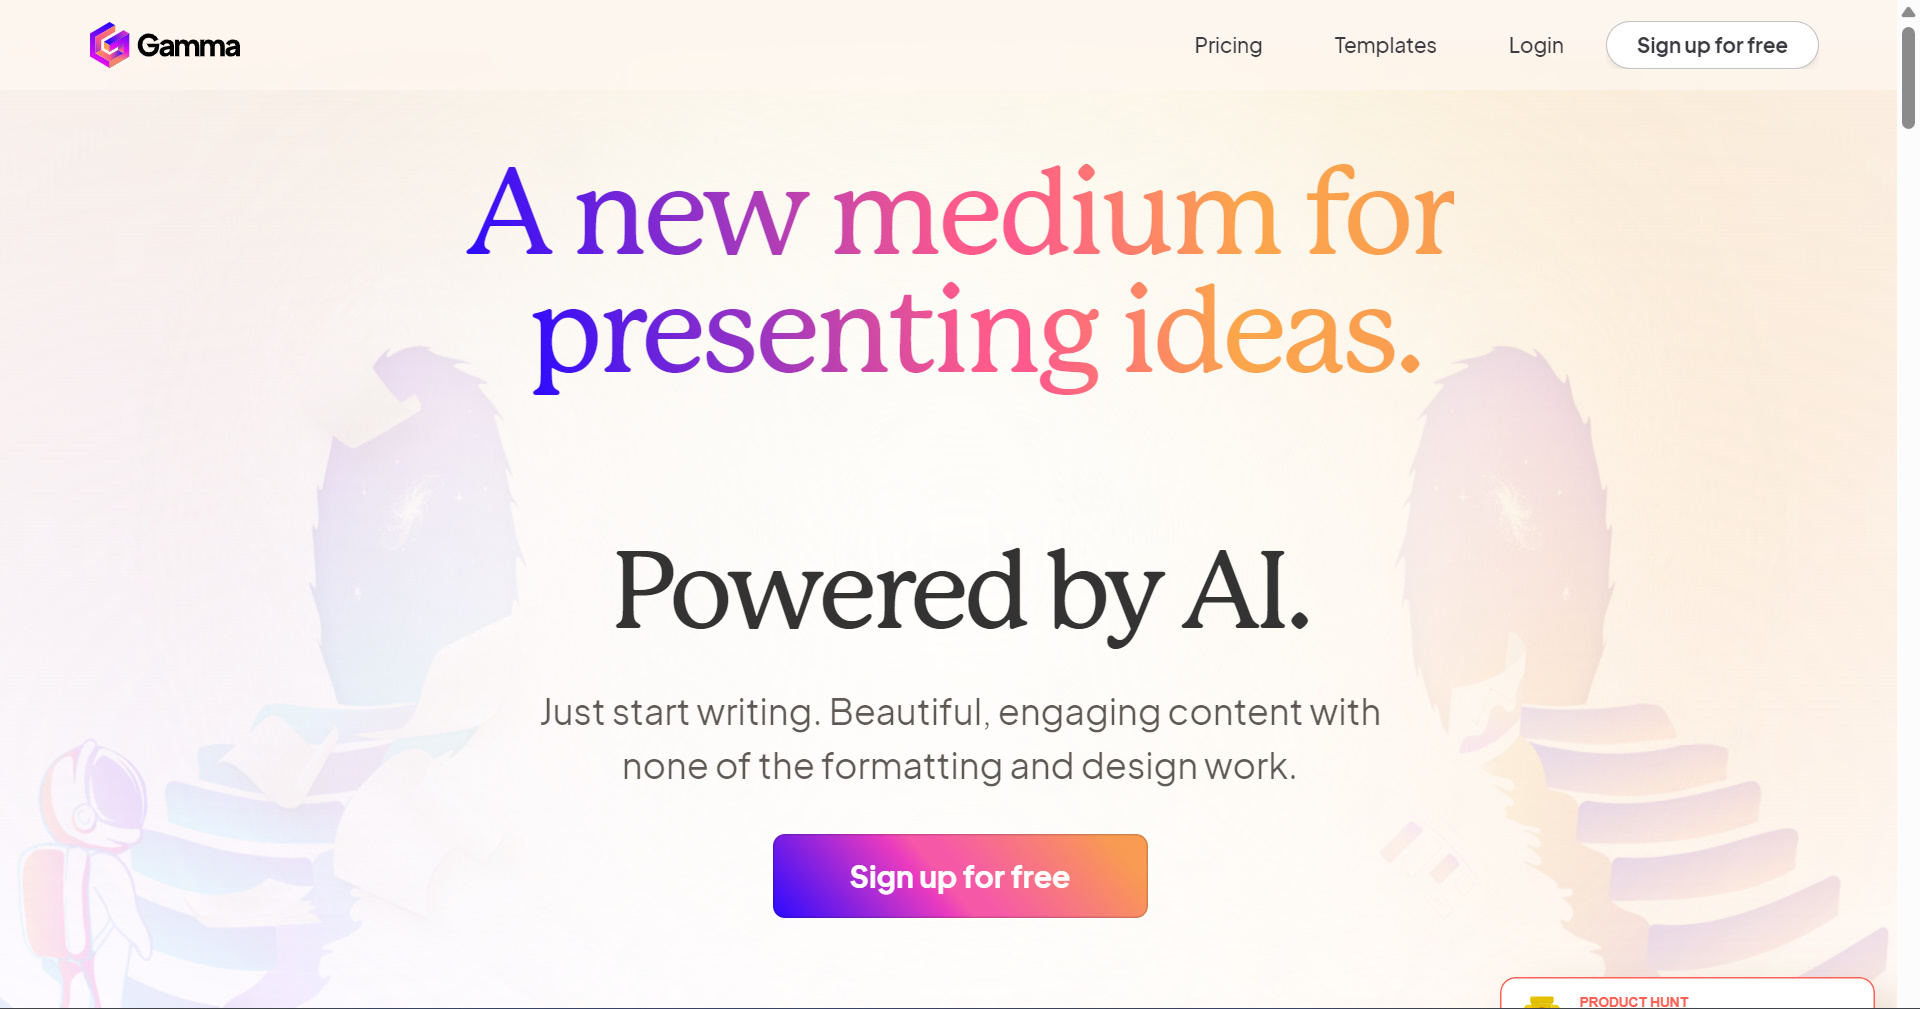 Gamma
Pricing
Templates
Login
Sign up for free
A new medium for
presenting ideas.
Powered by AI.
Just start writing. Beautiful, engaging content with
none of the formatting and design work.
Sign up for free
PRODUCT HUNT